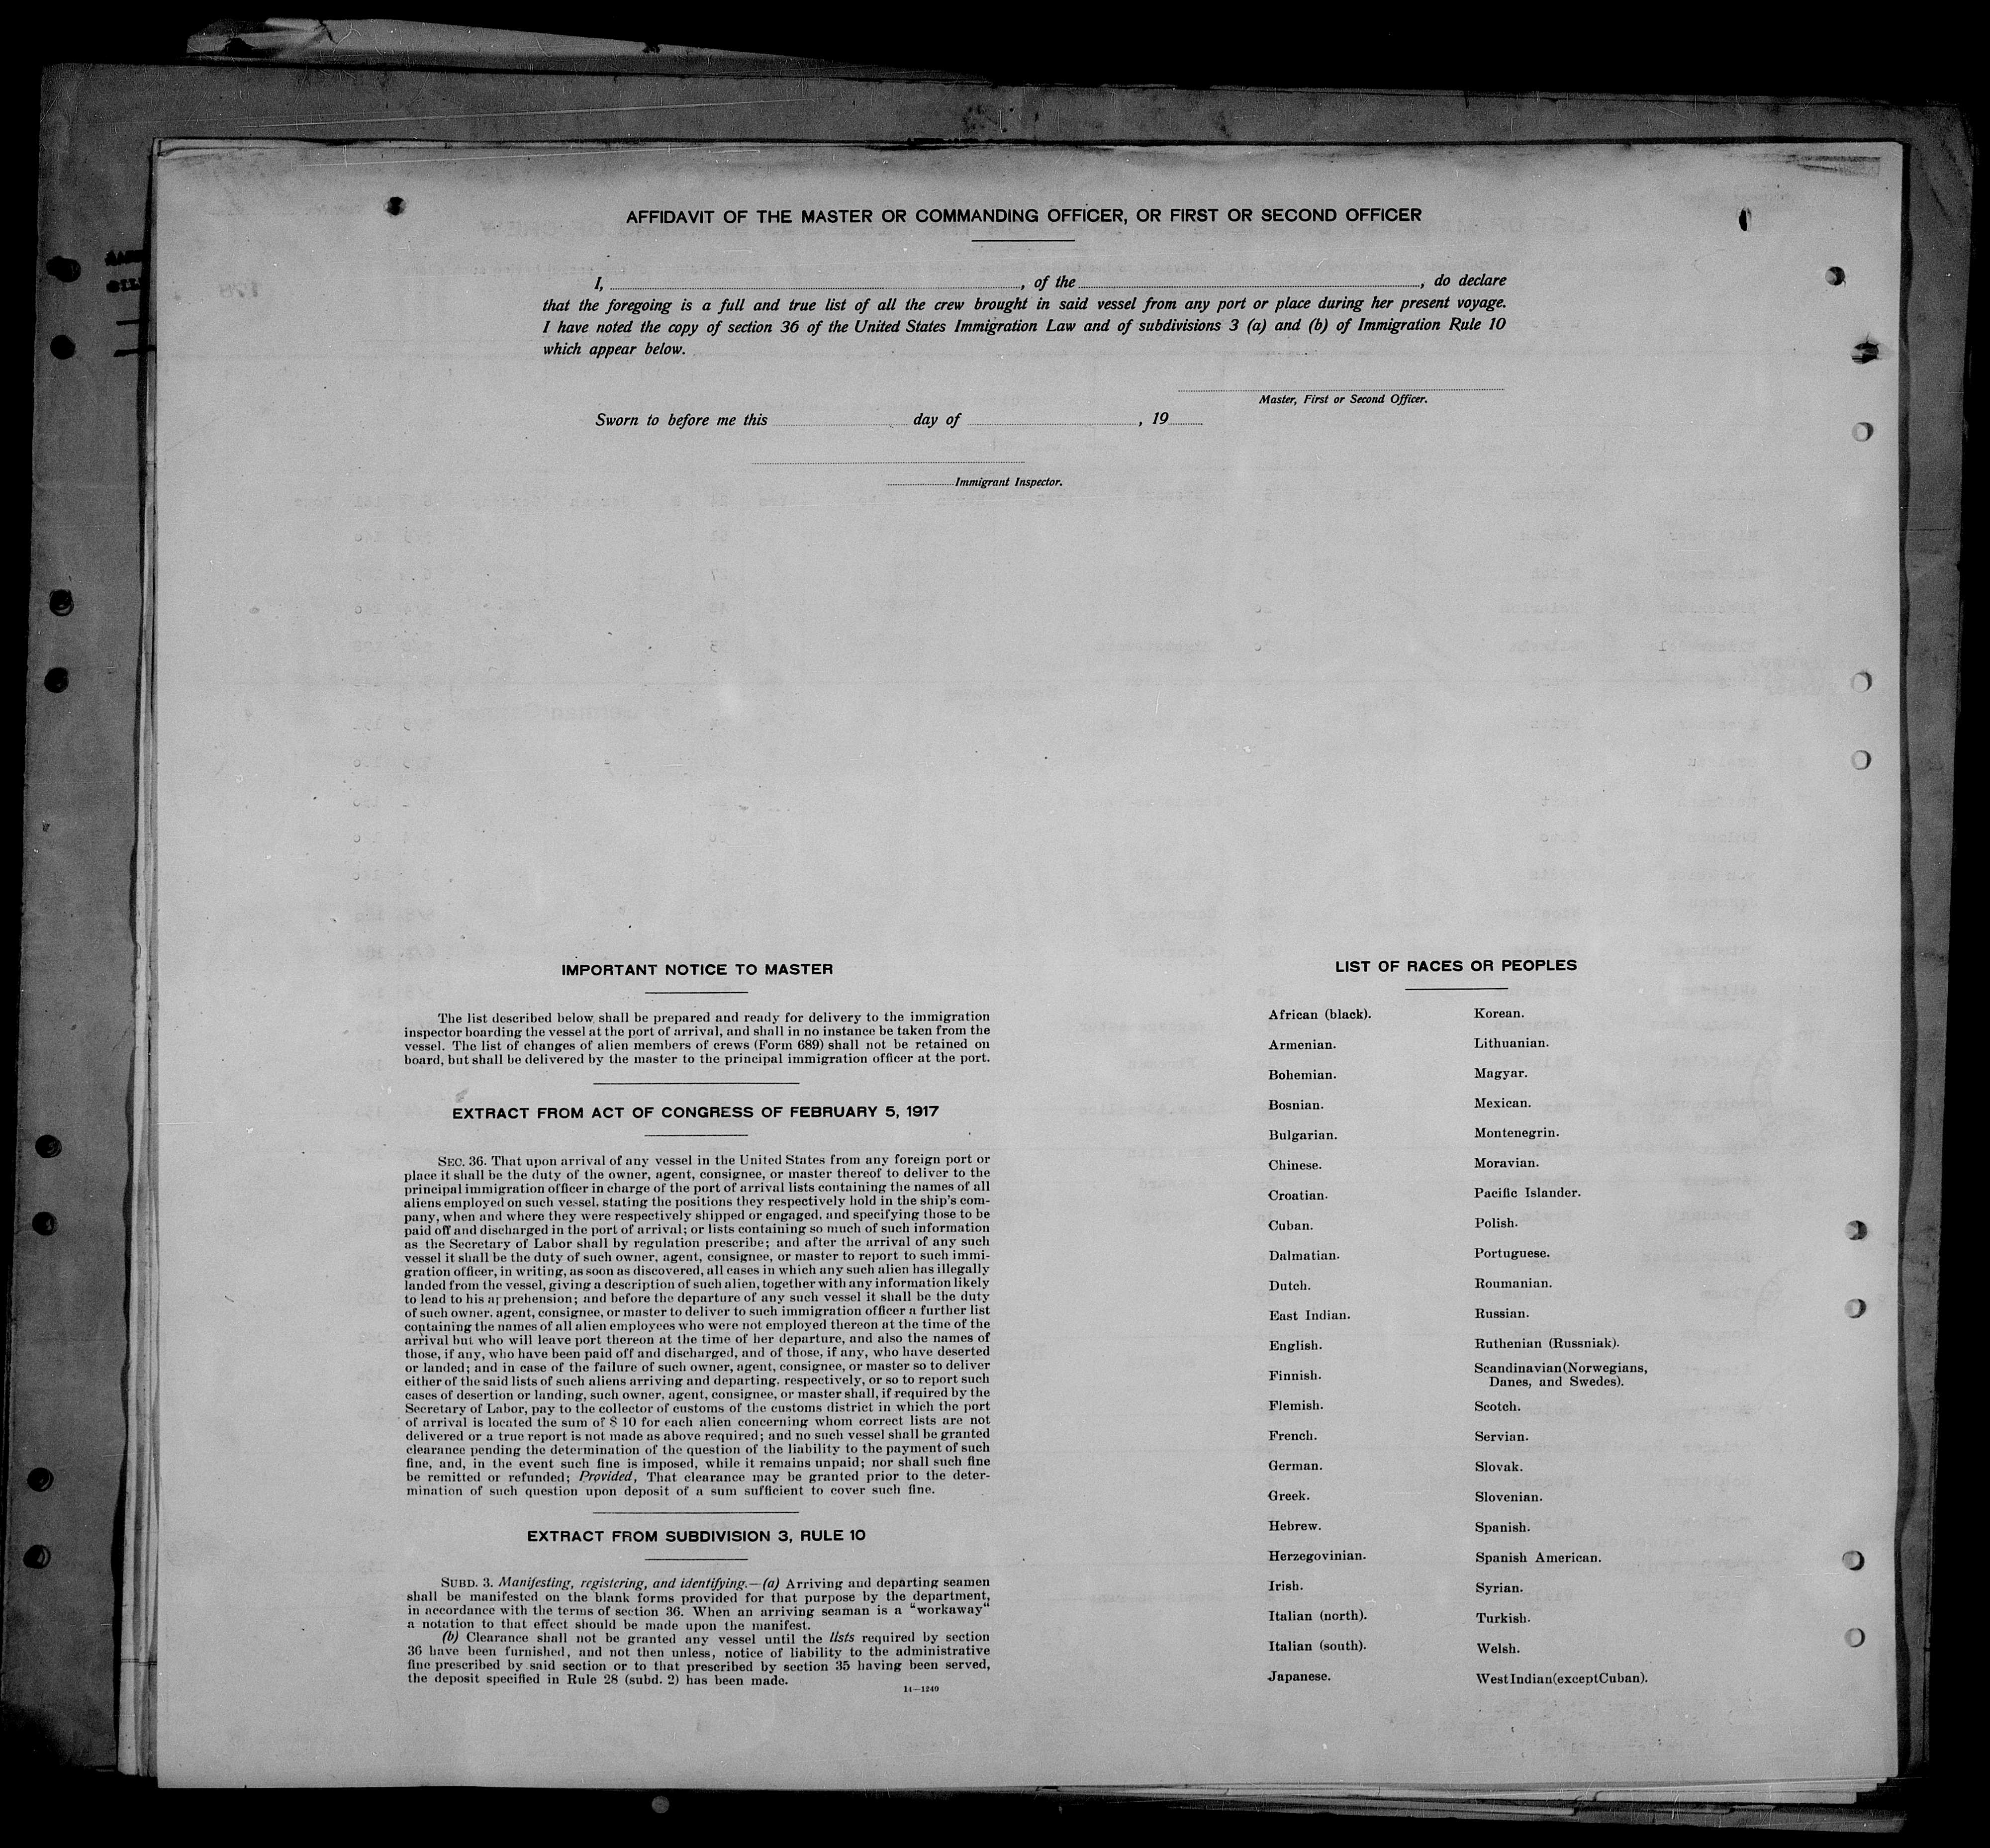 AFFIDAVIT OF THE MASTER OR COMMANDING OFFICER, OR FIRST OR SECOND OFFICER
I, , of the , do declare
that the foregoing is a full and true list of all the crew brought in said vessel from any port or place during her present voyage.
I have noted the copy of section 36 of the United States Immigration Law and of subdivisions 3 (a) and (b) of Immigration Rule 10
which appear below.
Master, First or Second Officer.
Sworn to before me this day of , 19
Immigrant Inspector.
IMPORTANT NOTICE TO MASTER
The list described below shall be prepared and ready for delivery to the immigration
inspector boarding the vessel at the port of arrival, and shall in no instance be taken from the
vessel. The list of changes of alien members of crews (Form 689) shall not be retained on
board, but shall be delivered by the master to the principal immigration officer at the port.
EXTRACT FROM ACT OF CONGRESS OF FEBRUARY 5, 1917
SEC. 36. That upon arrival of any vessel in the United States from any foreign port or
place it shall be the duty of the owner, agent, consignee, or master thereof to deliver to the
principal immigration officer in charge of the port of arrival lists containing the names of all
aliens employed on such vessel, stating the positions they respectively hold in the ship's com-
pany, when and where they were respectively shipped or engaged, and specifying those to be
paid off and discharged in the port of arrival; or lists containing so much of such information
as the Secretary of Labor shall by regulation prescribe; and after the arrival of any such
vessel it shall be the duty of such owner, agent, consignee, or master to report to such immi-
gration officer, in writing, as soon as discovered, all cases in which any such alien has illegally
landed from the vessel, giving a description of such alien, together with any information likely
to lead to his apprehension; and before the departure of any such vessel it shall be the duty
of such owner. agent, consignee, or master to deliver to such immigration officer a further list
containing the names of all alien employees who were not employed thereon at the time of the
arrival but who will leave port thereon at the time of her departure, and also the names of
those, if any, who have been paid off and discharged, and of those, if any, who have deserted
or landed; and in case of the failure of such owner, agent, consignee, or master so to deliver
either of the said lists of such aliens arriving and departing, respectively, or so to report such
cases of desertion or landing, such owner, agent, consignee, or master shall, if required by the
Secretary of Labor, pay to the collector of customs of the customs district in which the port
of arrival is located the sum of $ 10 for each alien concerning whom correct lists are not
delivered or a true report is not made as above required; and no such vessel shall be granted
clearance pending the determination of the question of the liability to the payment of such
fine, and, in the event such fine is imposed, while it remains unpaid; nor shall such fine
be remitted or refunded; Provided, That clearance may be granted prior to the deter-
mination of such question upon deposit of a sum sufficient to cover such fine.
EXTRACT FROM SUBDIVISION 3, RULE 10
SUBD. 3. Manifesting, registering, and identifying.—(a) Arriving and departing seamen
shall be manifested on the blank forms provided for that purpose by the department,
in accordance with the terms of section 36. When an arriving seaman is a "workaway"
a notation to that effect should be made upon the manifest.
(b) Clearance shall not be granted any vessel until the lists required by section
36 have been furnished, and not then unless, notice of liability to the administrative
fine prescribed by said section or to that prescribed by section 35 having been served,
the deposit specified in Rule 28 (subd. 2) has been made.
14—1240
LIST OF RACES OR PEOPLES
African (black).
Armenian.
Bohemian.
Bosnian.
Bulgarian.
Chinese.
Croatian.
Cuban.
Dalmatian.
Dutch.
East Indian.
English.
Finnish.
Flemish.
French.
German.
Greek.
Hebrew.
Herzegovinian.
Irish.
Italian (north).
Italian (south).
Japanese.
Korean.
Lithuanian.
Magyar.
Mexican.
Montenegrin.
Moravian.
Pacific Islander.
Polish.
Portuguese.
Roumanian.
Russian.
Ruthenian (Russniak).
Scandinavian (Norwegians,
Danes, and Swedes).
Scotch.
Servian.
Slovak.
Slovenian.
Spanish.
Spanish American.
Syrian.
Turkish.
Welsh.
West Indian (except Cuban).